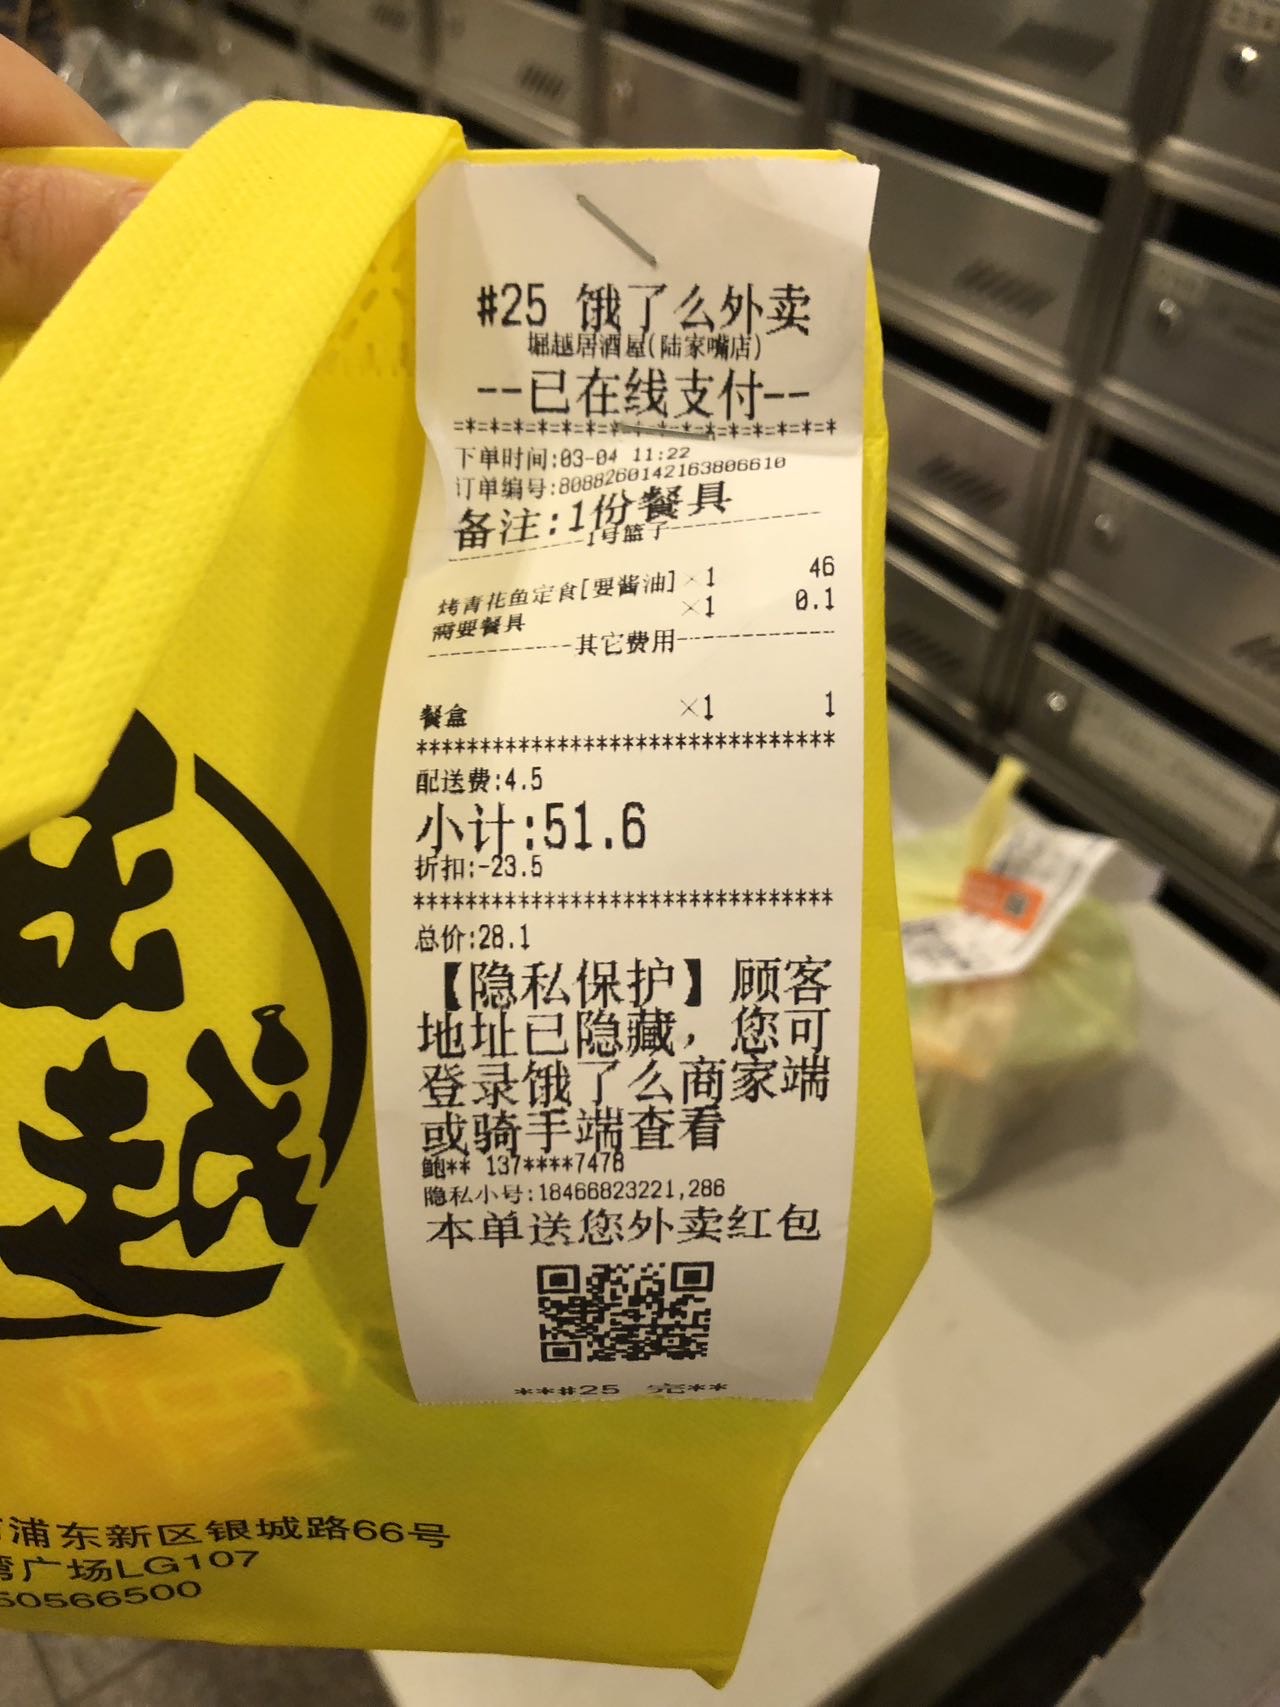 #25 饿了么外卖
堀越居酒屋(陆家嘴店)
--已在线支付--
=*=*=*=*=*=*=*=*=*=*=*=*=*=*=*=*
下单时间:03-04 11:22
订单编号:8088260142163806610
备注:1份餐具
1号篮子
烤青花鱼定食[要酱油] ×1 46
需要餐具 ×1 0.1
---------其它费用---------
餐盒 ×1 1
********************************
配送费:4.5
小计:51.6
折扣:-23.5
********************************
总价:28.1
【隐私保护】顾客
地址已隐藏，您可
登录饿了么商家端
或骑手端查看
鲍** 137****7478
隐私小号:18466823221,286
本单送您外卖红包
***#25 完**
越
浦东新区银城路66号
广场LG107
50566500